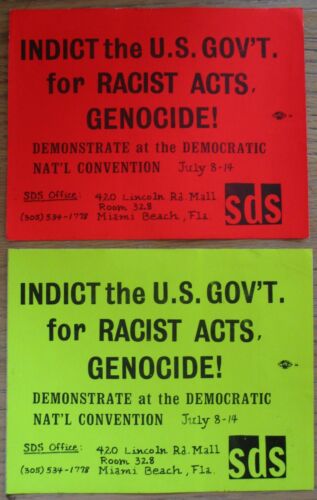 INDICT the U.S. GOV'T.
for RACIST ACTS,
GENOCIDE!
DEMONSTRATE at the DEMOCRATIC
NAT'L CONVENTION July 8-14
SDS Office: 420 Lincoln Rd. Mall
Room 328
(305) 534-1778 Miami Beach, Fla.
sds
INDICT the U.S. GOV'T.
for RACIST ACTS,
GENOCIDE!
DEMONSTRATE at the DEMOCRATIC
NAT'L CONVENTION July 8-14
SDS Office: 420 Lincoln Rd. Mall
Room 328
(305) 534-1778 Miami Beach, Fla.
sds